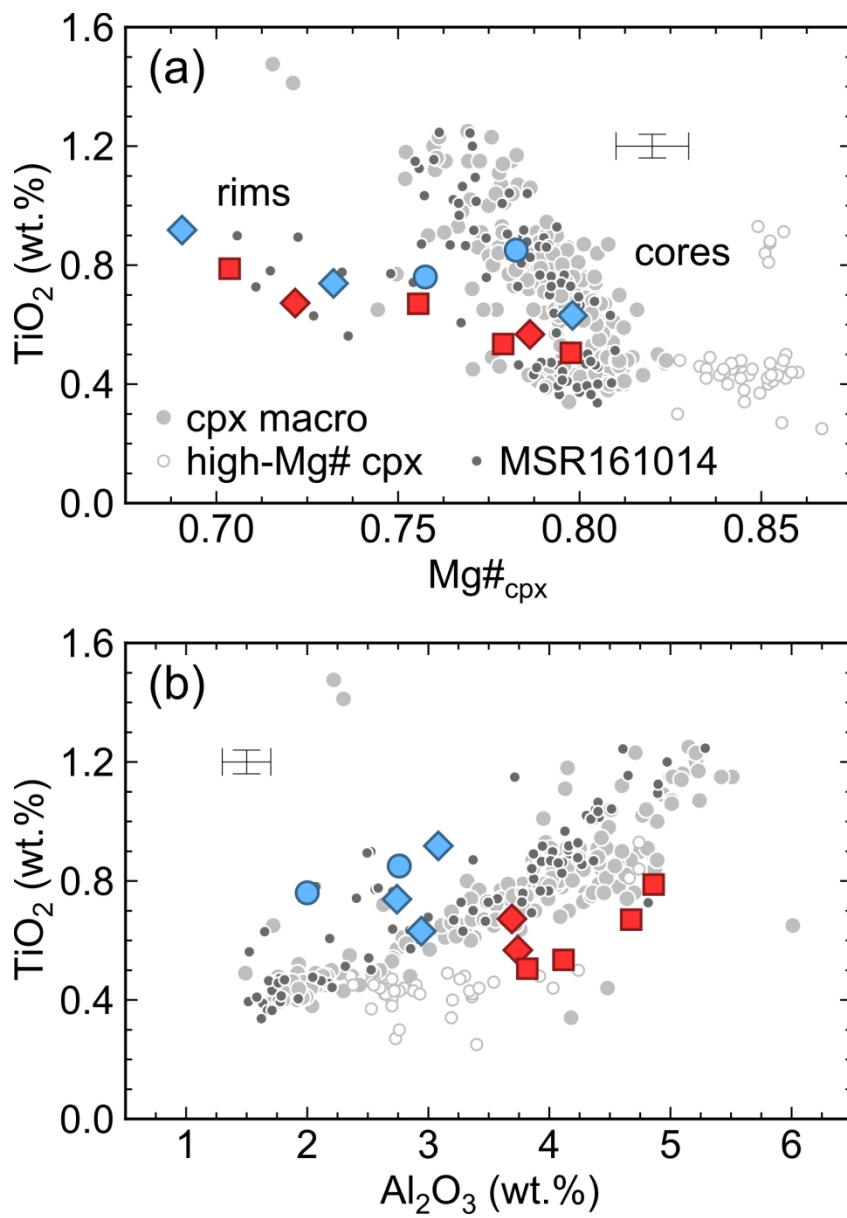 (a)
1.6
1.2
0.8
0.4
0.0
TiO2 (wt.%)
rims
cores
cpx macro
high-Mg# cpx
MSR161014
0.70 0.75 0.80 0.85
Mg#cpx
(b)
1.6
1.2
0.8
0.4
0.0
TiO2 (wt.%)
1 2 3 4 5 6
Al2O3 (wt.%)